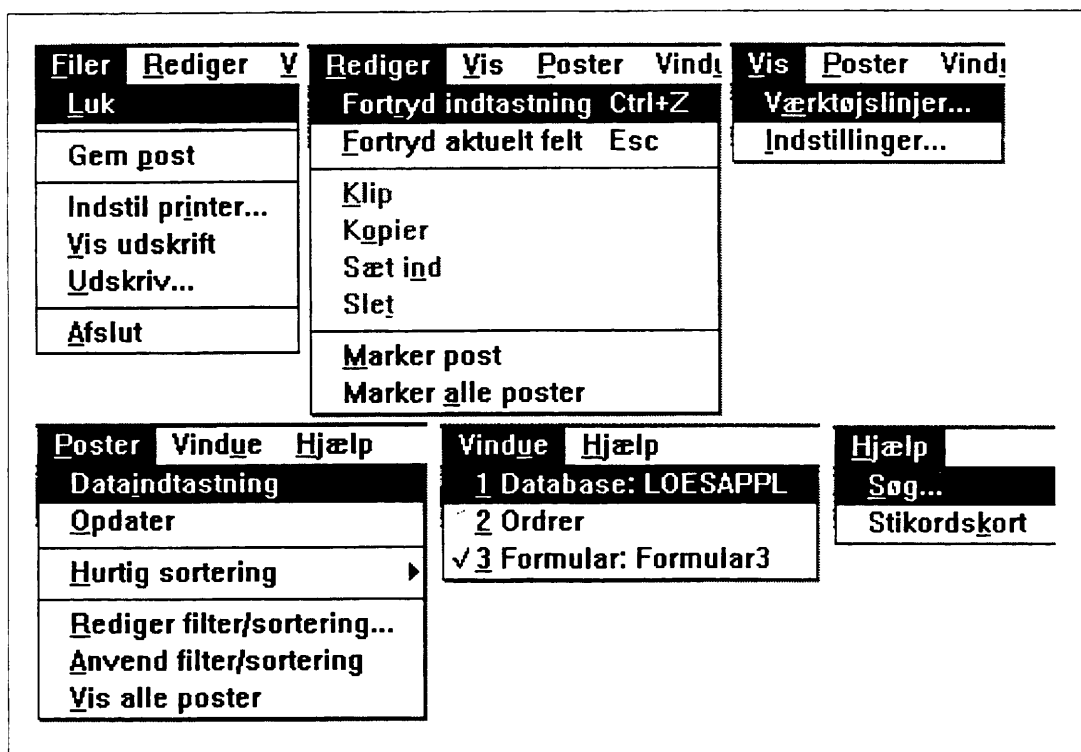 Filer Rediger V
Luk
Gem post
Indstil printer...
Vis udskrift
Udskriv...
Afslut
Rediger Vis Poster Vindu
Fortryd indtastning Ctrl+Z
Fortryd aktuelt felt Esc
Klip
Kopier
Sæt ind
Slet
Marker post
Marker alle poster
Vis Poster Vindu
Værktøjslinjer...
Indstillinger...
Poster Vindue Hjælp
Dataindtastning
Opdater
Hurtig sortering
Rediger filter/sortering...
Anvend filter/sortering
Vis alle poster
Vindue Hjælp
1 Database: LOESAPPL
2 Ordrer
✓ 3 Formular: Formular3
Hjælp
Søg...
Stikordskort